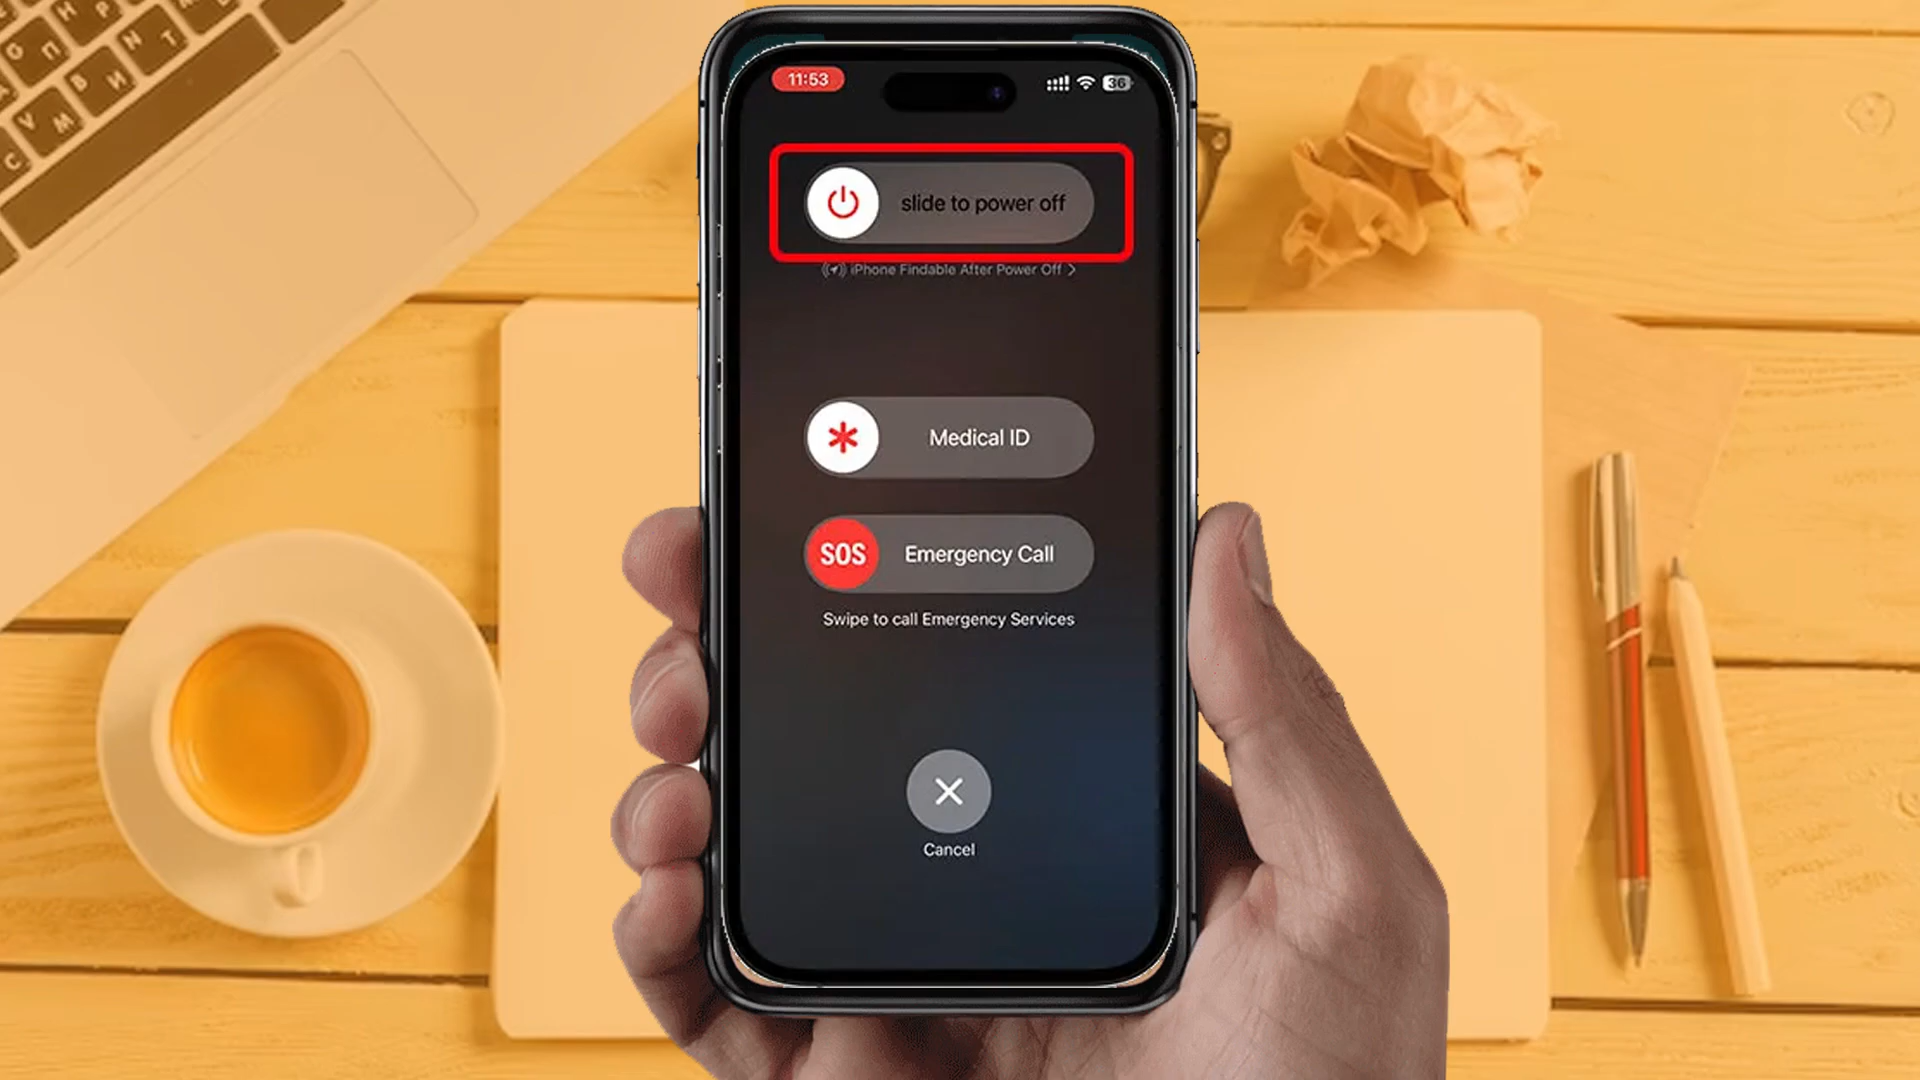 11:53
36
slide to power off
iPhone Findable After Power Off >
Medical ID
SOS
Emergency Call
Swipe to call Emergency Services
Cancel